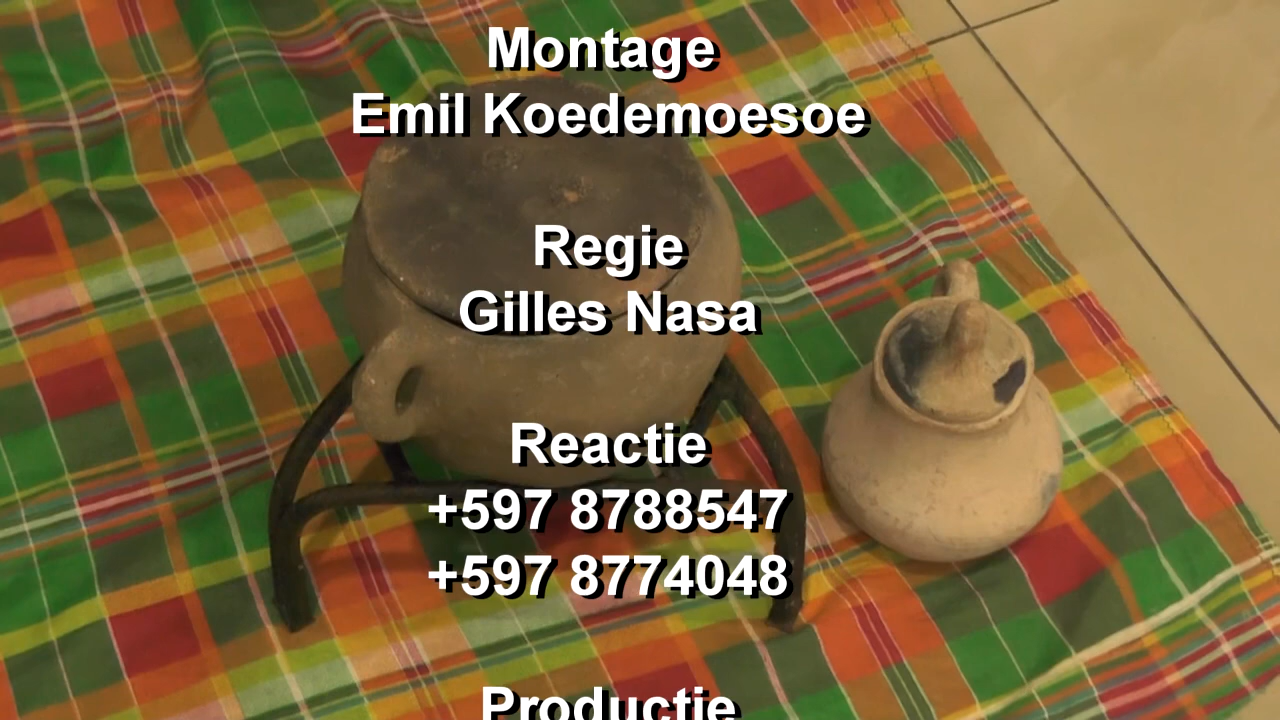 Montage
Emil Koedemoesoe
Regie
Gilles Nasa
Reactie
+597 8788547
+597 8774048
Productie